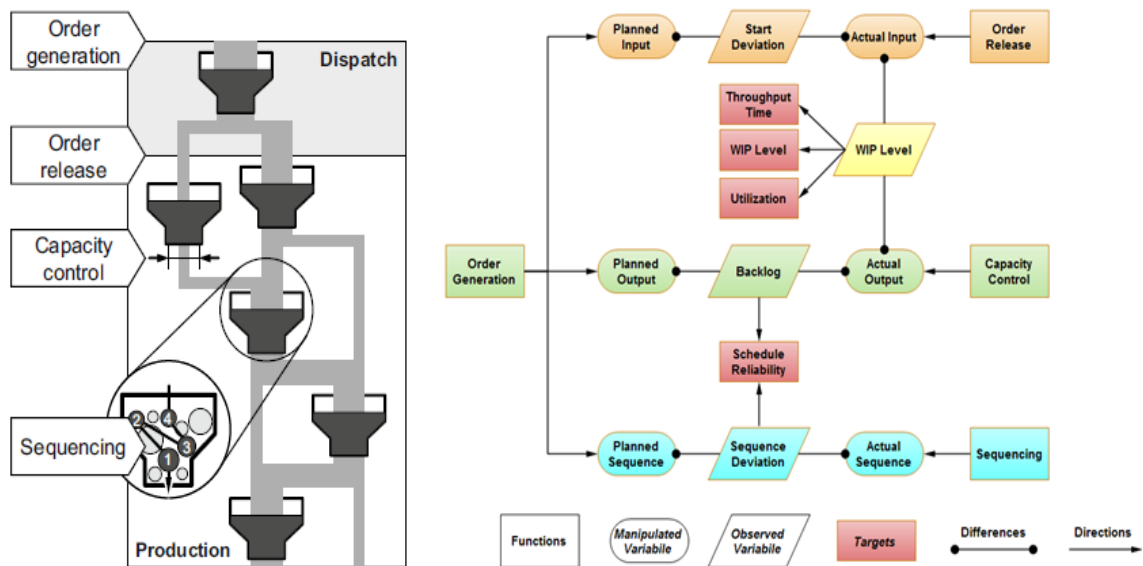 Order
generation
Dispatch
Order
release
Capacity
control
Sequencing
2
4
3
1
Production
Planned
Input
Start
Deviation
Actual Input
Order
Release
Throughput
Time
WIP Level
WIP Level
Utilization
Order
Generation
Planned
Output
Backlog
Actual
Output
Capacity
Control
Schedule
Reliability
Planned
Sequence
Sequence
Deviation
Actual
Sequence
Sequencing
Functions
Manipulated
Variabile
Observed
Variabile
Targets
Differences
Directions